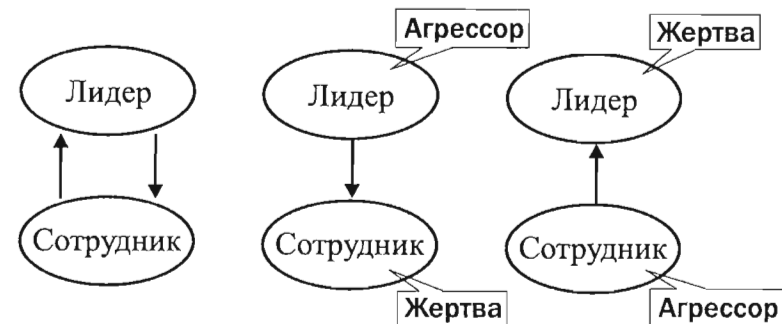 Агрессор
Жертва
Лидер
Лидер
Лидер
Сотрудник
Сотрудник
Сотрудник
Жертва
Агрессор